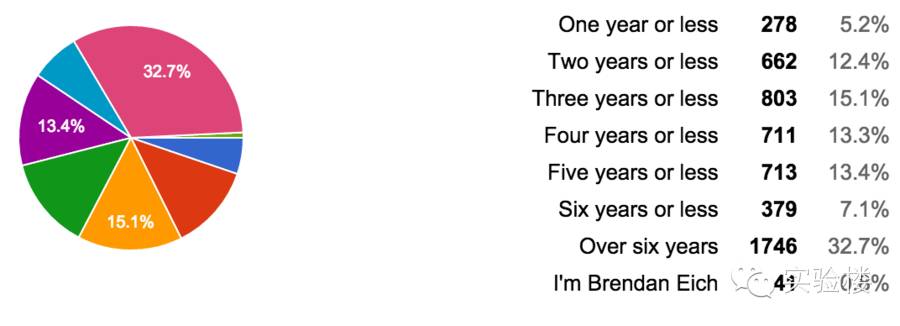 32.7%
13.4%
15.1%
One year or less 278 5.2%
Two years or less 662 12.4%
Three years or less 803 15.1%
Four years or less 711 13.3%
Five years or less 713 13.4%
Six years or less 379 7.1%
Over six years 1746 32.7%
I'm Brendan Eich
实验楼